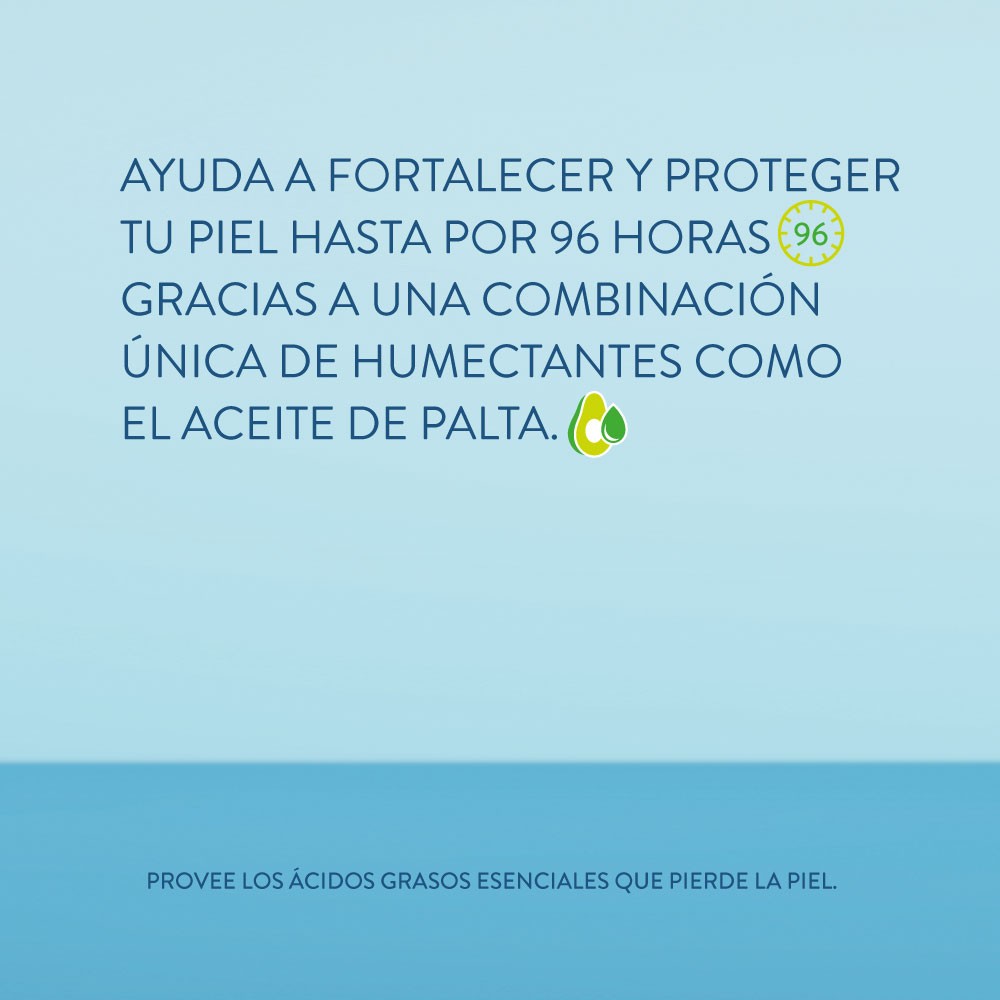 AYUDA A FORTALECER Y PROTEGER
TU PIEL HASTA POR 96 HORAS 96
GRACIAS A UNA COMBINACIÓN
ÚNICA DE HUMECTANTES COMO
EL ACEITE DE PALTA.
PROVEE LOS ÁCIDOS GRASOS ESENCIALES QUE PIERDE LA PIEL.